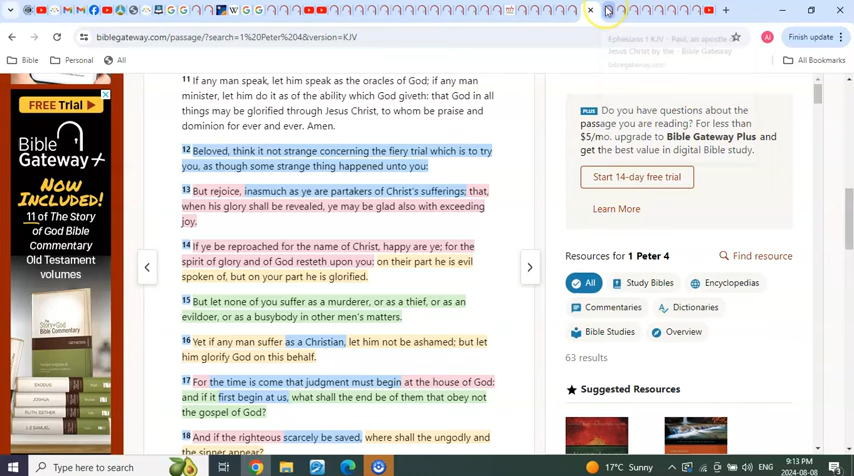 biblegateway.com/passage/?search=1%20Peter%204&version=KJV
AI
Finish update
Bible
Personal
All
All Bookmarks
Ephesians 1 KJV - Paul, an apostle
Jesus Christ by the - Bible Gateway
biblegateway.com
FREE Trial
BIBLE
GATEWAY+
NOW
INCLUDED!
11 of The Story
of God Bible
Commentary
Old Testament
volumes
EXODUS
JOSHUA
11 If any man speak, let him speak as the oracles of God; if any man
minister, let him do it as of the ability which God giveth: that God in all
things may be glorified through Jesus Christ, to whom be praise and
dominion for ever and ever. Amen.
12 Beloved, think it not strange concerning the fiery trial which is to try
you, as though some strange thing happened unto you:
13 But rejoice, inasmuch as ye are partakers of Christ's sufferings; that,
when his glory shall be revealed, ye may be glad also with exceeding
joy.
14 If ye be reproached for the name of Christ, happy are ye; for the
spirit of glory and of God resteth upon you: on their part he is evil
spoken of, but on your part he is glorified.
15 But let none of you suffer as a murderer, or as a thief, or as an
evildoer, or as a busybody in other men's matters.
16 Yet if any man suffer as a Christian, let him not be ashamed; but let
him glorify God on this behalf.
17 For the time is come that judgment must begin at the house of God:
and if it first begin at us, what shall the end be of them that obey not
the gospel of God?
18 And if the righteous scarcely be saved, where shall the ungodly and
the sinner appear?
PLUS Do you have questions about the
passage you are reading? For less than
$5/mo. upgrade to Bible Gateway Plus and
get the best value in digital Bible study.
Start 14-day free trial
Learn More
Resources for 1 Peter 4
Find resource
All
Study Bibles
Encyclopedias
Commentaries
Dictionaries
Bible Studies
Overview
63 results
Suggested Resources
Type here to search
17°C Sunny
ENG
9:13 PM
2024-08-08